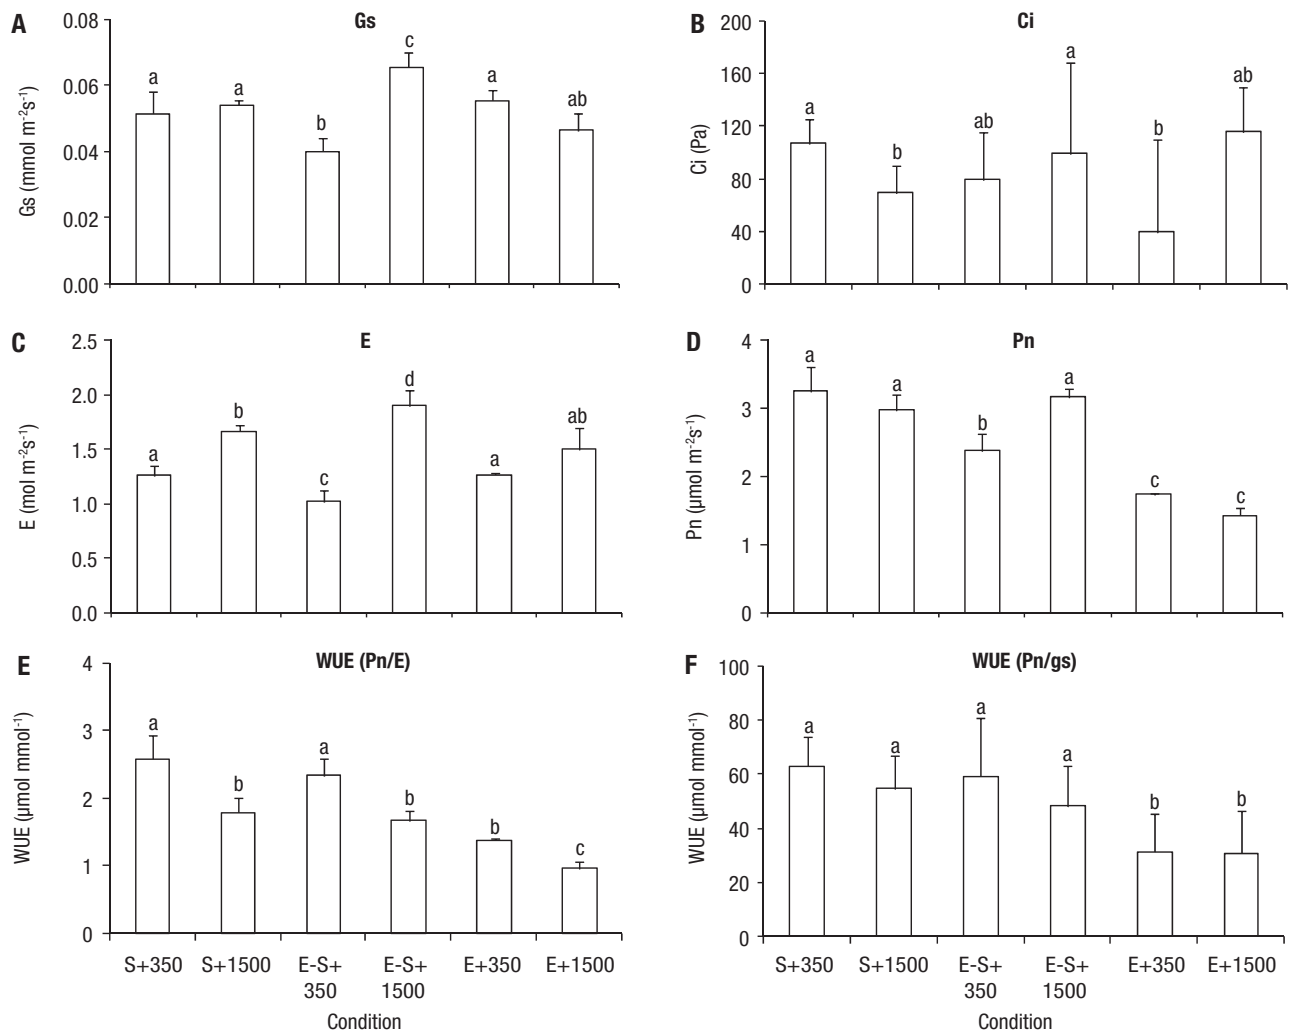 A
Gs
Gs (mmol m-2s-1)
0.08
0.06
0.04
0.02
0.00
a
a
b
c
a
ab
B
Ci
Ci (Pa)
200
160
120
80
40
0
a
b
ab
a
b
ab
C
E
E (mol m-2s-1)
2.5
2.0
1.5
1.0
0.5
0.0
a
b
c
d
a
ab
D
Pn
Pn (µmol m-2s-1)
4
3
2
1
0
a
a
b
a
c
c
E
WUE (Pn/E)
WUE (µmol mmol-1)
4
3
2
1
0
a
b
a
b
b
c
S+350 S+1500 E-S+ E-S+ E+350 E+1500
350 1500
Condition
F
WUE (Pn/gs)
WUE (µmol mmol-1)
100
80
60
40
20
0
a
a
a
a
b
b
S+350 S+1500 E-S+ E-S+ E+350 E+1500
350 1500
Condition